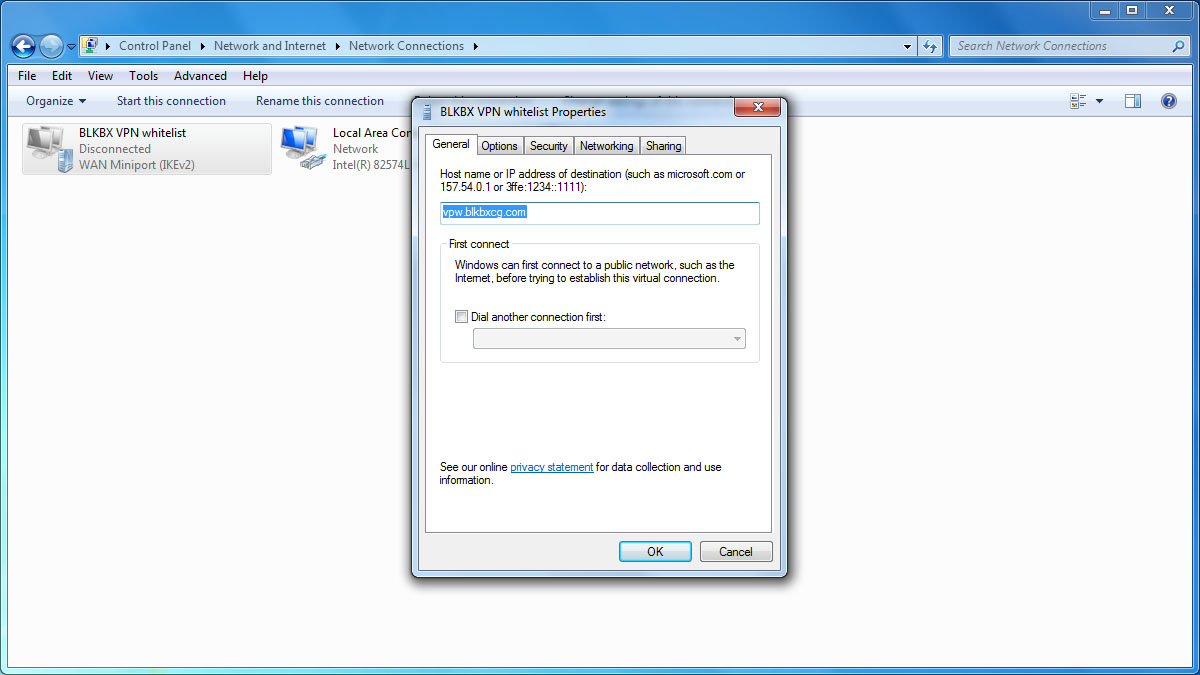 Control Panel Network and Internet Network Connections
Search Network Connections
File Edit View Tools Advanced Help
Organize Start this connection Rename this connection
BLKBX VPN whitelist
Disconnected
WAN Miniport (IKEv2)
Local Area Con
Network
Intel(R) 82574L
BLKBX VPN whitelist Properties
General Options Security Networking Sharing
Host name or IP address of destination (such as microsoft.com or
157.54.0.1 or 3ffe:1234::1111):
vpw.blkbxcg.com
First connect
Windows can first connect to a public network, such as the
Internet, before trying to establish this virtual connection.
Dial another connection first:
See our online privacy statement for data collection and use
information.
OK Cancel